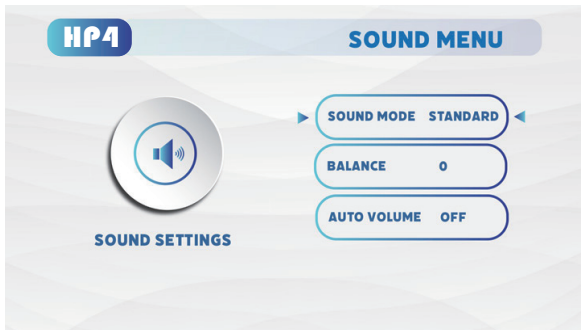 HP4
SOUND MENU
SOUND MODE STANDARD
BALANCE 0
AUTO VOLUME OFF
SOUND SETTINGS